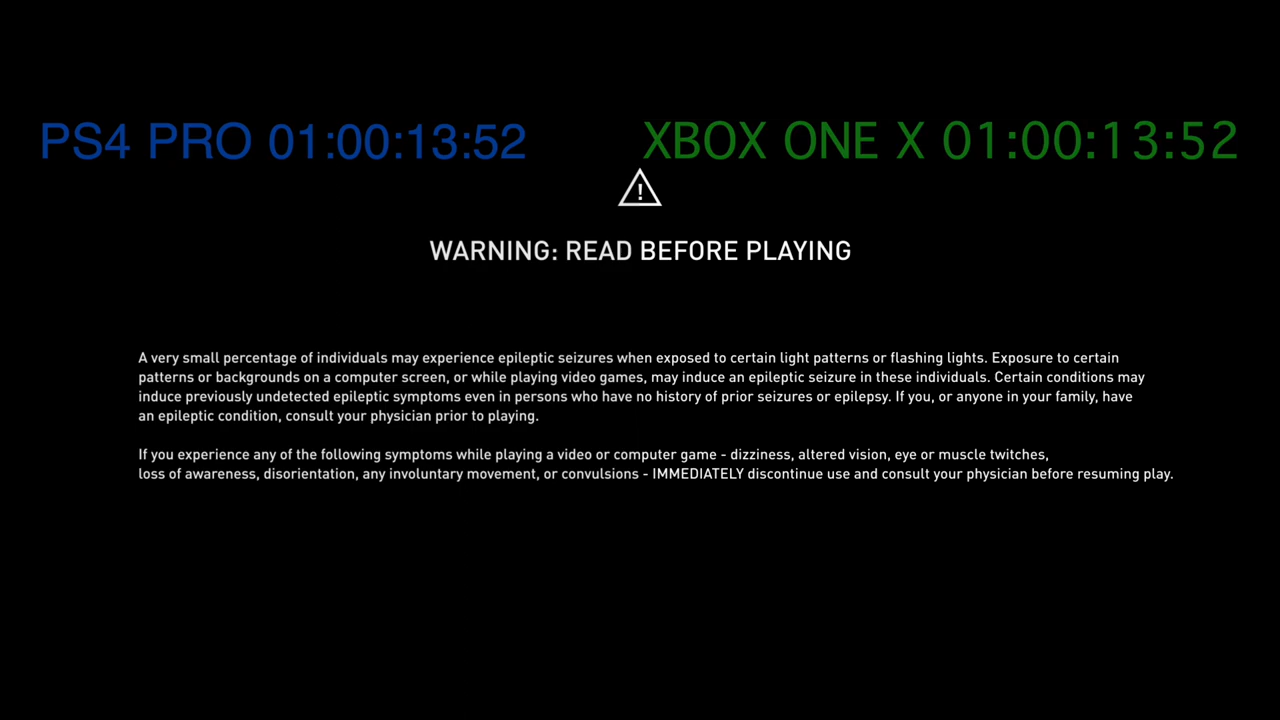 PS4 PRO 01:00:13:52 XBOX ONE X 01:00:13:52
!
WARNING: READ BEFORE PLAYING
A very small percentage of individuals may experience epileptic seizures when exposed to certain light patterns or flashing lights. Exposure to certain
patterns or backgrounds on a computer screen, or while playing video games, may induce an epileptic seizure in these individuals. Certain conditions may
induce previously undetected epileptic symptoms even in persons who have no history of prior seizures or epilepsy. If you, or anyone in your family, have
an epileptic condition, consult your physician prior to playing.
If you experience any of the following symptoms while playing a video or computer game - dizziness, altered vision, eye or muscle twitches,
loss of awareness, disorientation, any involuntary movement, or convulsions - IMMEDIATELY discontinue use and consult your physician before resuming play.